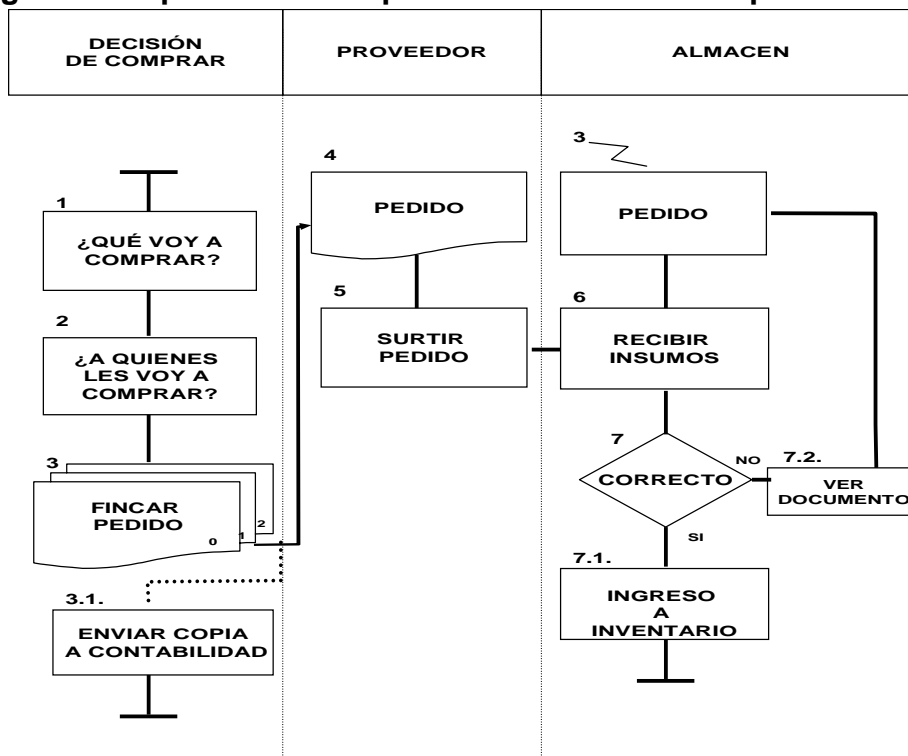 DECISIÓN
DE COMPRAR
PROVEEDOR
ALMACEN
1
¿QUÉ VOY A
COMPRAR?
2
¿A QUIENES
LES VOY A
COMPRAR?
3
FINCAR
PEDIDO
0
1
2
3.1.
ENVIAR COPIA
A CONTABILIDAD
4
PEDIDO
5
SURTIR
PEDIDO
3
PEDIDO
6
RECIBIR
INSUMOS
7
CORRECTO
NO
7.2.
VER
DOCUMENTO
SI
7.1.
INGRESO
A
INVENTARIO